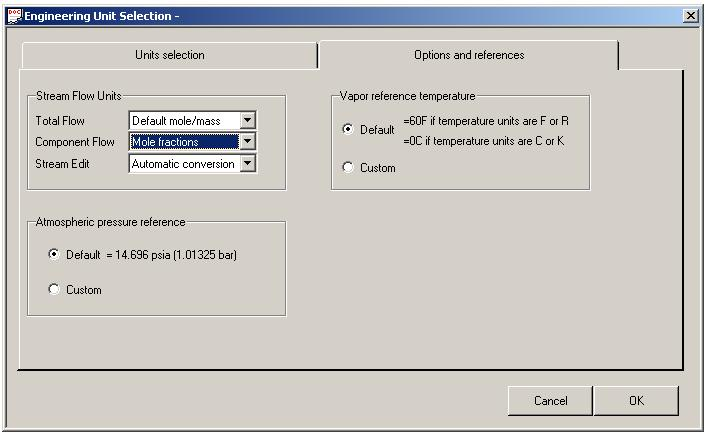 Engineering Unit Selection -
Units selection
Options and references
Stream Flow Units
Total Flow Default mole/mass
Component Flow Mole fractions
Stream Edit Automatic conversion
Vapor reference temperature
Default =60F if temperature units are F or R
=0C if temperature units are C or K
Custom
Atmospheric pressure reference
Default = 14.696 psia (1.01325 bar)
Custom
Cancel
OK